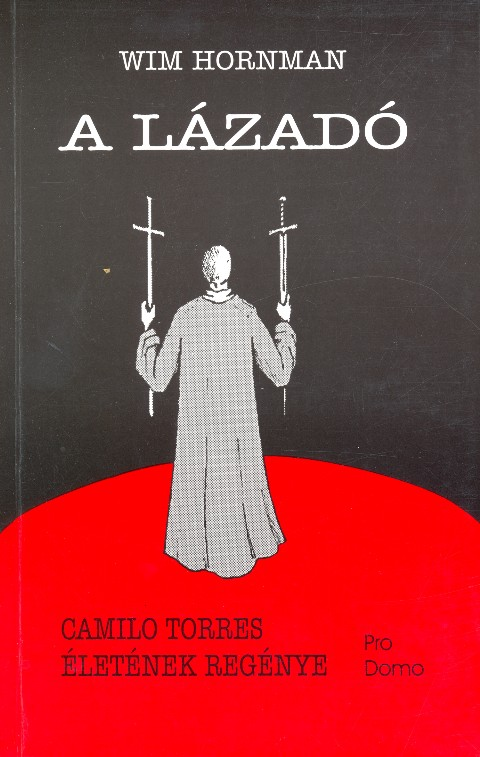 WIM HORNMAN
A LÁZADÓ
CAMILO TORRES
ÉLETÉNEK REGÉNYE
Pro
Domo